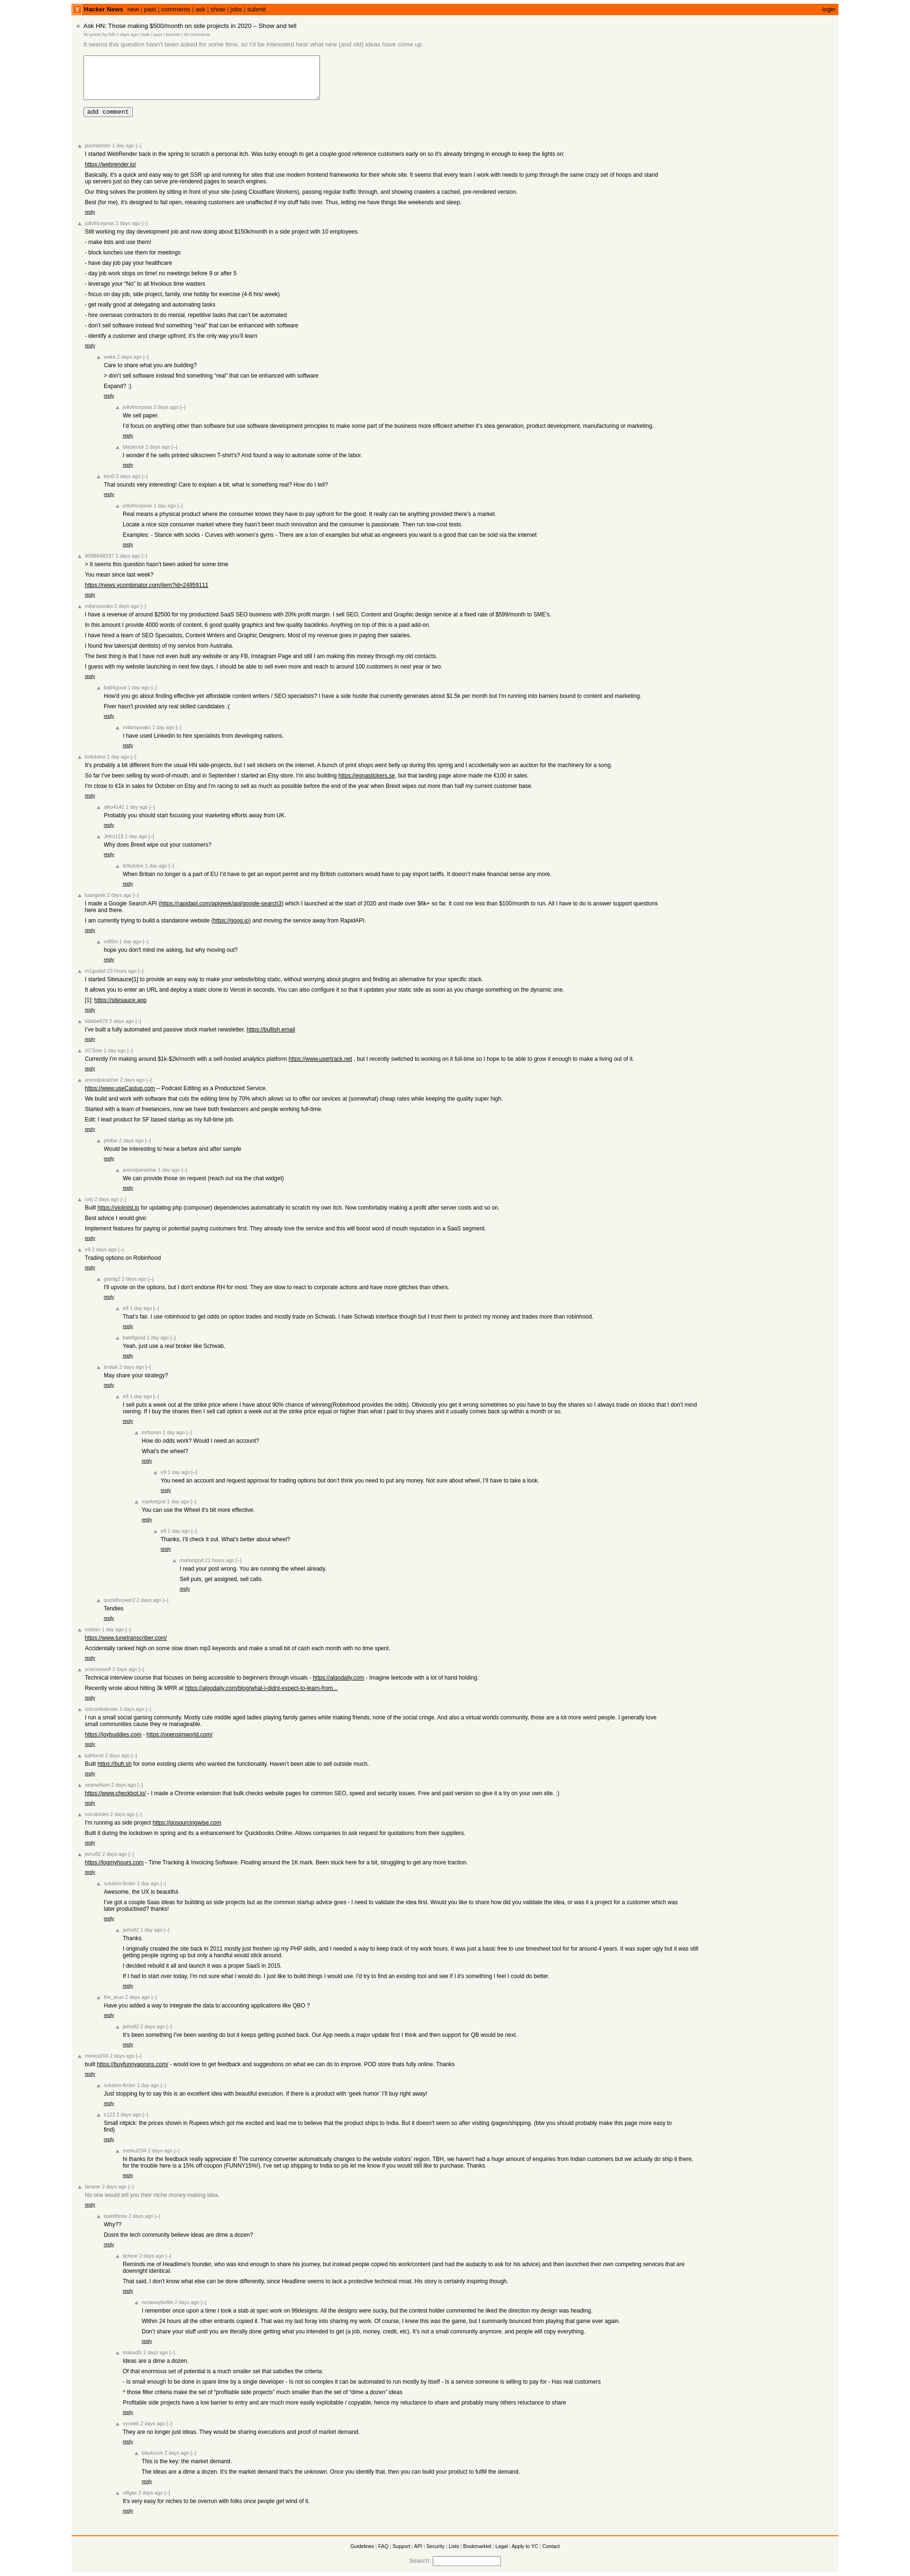 Y Hacker News new | past | comments | ask | show | jobs | submit
login
Ask HN: Those making $500/month on side projects in 2020 – Show and tell
2 days ago | hide | past | favorite | comments
It seems this question hasn't been asked for some time, so I'd be interested hear what new (and old) ideas have come up.
add comment
jasonkester 1 day ago [–]
I started WebRender back in the spring to scratch a personal itch. Was lucky enough to get a couple good reference customers early on so it's already bringing in enough to keep the lights on:
https://webrender.io/
Basically, it's a quick and easy way to get SSR up and running for sites that use modern frontend frameworks for their whole site. It seems that every team I work with needs to jump through the same crazy set of hoops and stand
up servers just so they can serve pre-rendered pages to search engines.
Our thing solves the problem by sitting in front of your site (using Cloudflare Workers), passing regular traffic through, and showing crawlers a cached, pre-rendered version.
Best (for me), it's designed to fail open, meaning customers are unaffected if my stuff falls over. Thus, letting me have things like weekends and sleep.
reply
jollofricepeas 2 days ago [–]
Still working my day development job and now doing about $150k/month in a side project with 10 employees.
- make lists and use them!
- block lunches use them for meetings
- have day job pay your healthcare
- day job work stops on time! no meetings before 9 or after 5
- leverage your “No” to all frivolous time wasters
- focus on day job, side project, family, one hobby for exercise (4-6 hrs/ week)
- get really good at delegating and automating tasks
- hire overseas contractors to do menial, repetitive tasks that can't be automated
- don't sell software instead find something “real” that can be enhanced with software
- identify a customer and charge upfront; it's the only way you'll learn
reply
weka 2 days ago [–]
Care to share what you are building?
> don't sell software instead find something “real” that can be enhanced with software
Expand? :)
reply
jollofricepeas 2 days ago [–]
We sell paper.
I'd focus on anything other than software but use software development principles to make some part of the business more efficient whether it's idea generation, product development, manufacturing or marketing.
reply
blackrock 2 days ago [–]
I wonder if he sells printed silkscreen T-shirt's? And found a way to automate some of the labor.
reply
2 days ago [–]
That sounds very interesting! Care to explain a bit, what is something real? How do I tell?
reply
jollofricepeas 1 day ago [–]
Real means a physical product where the consumer knows they have to pay upfront for the good. It really can be anything provided there's a market.
Locate a nice size consumer market where they hasn't been much innovation and the consumer is passionate. Then run low-cost tests.
Examples: - Stance with socks - Curves with women's gyms - There are a ton of examples but what as engineers you want is a good that can be sold via the internet
reply
2 days ago [–]
> It seems this question hasn't been asked for some time
You mean since last week?
https://news.ycombinator.com/item?id=24859111
reply
milanspeaks 2 days ago [–]
I have a revenue of around $2500 for my productized SaaS SEO business with 20% profit margin. I sell SEO, Content and Graphic design service at a fixed rate of $599/month to SME's.
In this amount I provide 4000 words of content, 6 good quality graphics and few quality backlinks. Anything on top of this is a paid add-on.
I have hired a team of SEO Specialists, Content Writers and Graphic Designers. Most of my revenue goes in paying their salaries.
I found few takers(all dentists) of my service from Australia.
The best thing is that I have not even built any website or any FB, Instagram Page and still I am making this money through my old contacts.
I guess with my website launching in next few days, I should be able to sell even more and reach to around 100 customers in next year or two.
reply
bath6good 1 day ago [–]
How'd you go about finding effective yet affordable content writers / SEO specialists? I have a side hustle that currently generates about $1.5k per month but I'm running into barriers bound to content and marketing.
Fiver hasn't provided any real skilled candidates :(
reply
milanspeaks 1 day ago [–]
I have used Linkedin to hire specialists from developing nations.
reply
brtkdotse 1 day ago [–]
It's probably a bit different from the usual HN side-projects, but I sell stickers on the internet. A bunch of print shops went belly up during this spring and I accidentally won an auction for the machinery for a song.
So far I've been selling by word-of-mouth, and in September I started an Etsy store. I'm also building https://egnastickers.se, but that landing page alone made me €100 in sales.
I'm close to €1k in sales for October on Etsy and I'm racing to sell as much as possible before the end of the year when Brexit wipes out more than half my current customer base.
reply
aiko4141 1 day ago [–]
Probably you should start focusing your marketing efforts away from UK.
reply
Jefro118 1 day ago [–]
Why does Brexit wipe out your customers?
reply
brtkdotse 1 day ago [–]
When Britain no longer is a part of EU I'd have to get an export permit and my British customers would have to pay import tariffs. It doesn't make financial sense any more.
reply
tuangeek 2 days ago [–]
I made a Google Search API (https://rapidapi.com/apigeek/api/google-search3) which I launched at the start of 2020 and made over $6k+ so far. It cost me less than $100/month to run. All I have to do is answer support questions
here and there.
I am currently trying to build a standalone website (https://goog.io) and moving the service away from RapidAPI.
reply
1 day ago [–]
hope you don't mind me asking, but why moving out?
reply
m1guelpf 23 hours ago [–]
I started Sitesauce[1] to provide an easy way to make your website/blog static, without worrying about plugins and finding an alternative for your specific stack.
It allows you to enter an URL and deploy a static clone to Vercel in seconds. You can also configure it so that it updates your static side as soon as you change something on the dynamic one.
[1]: https://sitesauce.app
reply
2 days ago [–]
I've built a fully automated and passive stock market newsletter. https://bullish.email
reply
XCSme 1 day ago [–]
Currently I'm making around $1k-$2k/month with a self-hosted analytics platform https://www.usertrack.net , but I recently switched to working on it full-time so I hope to be able to grow it enough to make a living out of it.
reply
anmolparashar 2 days ago [–]
https://www.useCastup.com – Podcast Editing as a Productized Service.
We build and work with software that cuts the editing time by 70% which allows us to offer our sevices at (somewhat) cheap rates while keeping the quality super high.
Started with a team of freelancers, now we have both freelancers and people working full-time.
Edit: I lead product for SF based startup as my full-time job.
reply
philtar 2 days ago [–]
Would be interesting to hear a before and after sample
reply
anmolparashar 1 day ago [–]
We can provide those on request (reach out via the chat widget)
reply
onkj 2 days ago [–]
Built https://violinist.io for updating php (composer) dependencies automatically to scratch my own itch. Now comfortably making a profit after server costs and so on.
Best advice I would give:
Implement features for paying or potential paying customers first. They already love the service and this will boost word of mouth reputation in a SaaS segment.
reply
e9 2 days ago [–]
Trading options on Robinhood
reply
giantg2 2 days ago [–]
I'll upvote on the options, but I don't endorse RH for most. They are slow to react to corporate actions and have more glitches than others.
reply
e9 1 day ago [–]
That's fair. I use robinhood to get odds on option trades and mostly trade on Schwab, I hate Schwab interface though but I trust them to protect my money and trades more than robinhood.
reply
bath6good 1 day ago [–]
Yeah, just use a real broker like Schwab.
reply
bratak 2 days ago [–]
May share your strategy?
reply
e9 1 day ago [–]
I sell puts a week out at the strike price where I have about 90% chance of winning(Robinhood provides the odds). Obviously you get it wrong sometimes so you have to buy the shares so I always trade on stocks that I don't mind
owning. If I buy the shares then I sell call option a week out at the strike price equal or higher than what I paid to buy shares and it usually comes back up within a month or so.
reply
mrfusion 1 day ago [–]
How do odds work? Would I need an account?
What's the wheel?
reply
e9 1 day ago [–]
You need an account and request approval for trading options but don't think you need to put any money. Not sure about wheel, I'll have to take a look.
reply
marketgod 1 day ago [–]
You can use the Wheel it's bit more effective.
reply
e9 1 day ago [–]
Thanks, I'll check it out. What's better about wheel?
reply
marketgod 21 hours ago [–]
I read your post wrong. You are running the wheel already.
Sell puts, get assigned, sell calls.
reply
quickthrower2 2 days ago [–]
Tendies
reply
notdan 1 day ago [–]
https://www.tunetranscriber.com/
Accidentally ranked high on some slow down mp3 keywords and make a small bit of cash each month with no time spent.
reply
sciencewolf 2 days ago [–]
Technical interview course that focuses on being accessible to beginners through visuals - https://algodaily.com - Imagine leetcode with a lot of hand holding.
Recently wrote about hitting 3k MRR at https://algodaily.com/blog/what-i-didnt-expect-to-learn-from...
reply
cblconfederate 2 days ago [–]
I run a small social gaming community. Mostly cute middle aged ladies playing family games while making friends, none of the social cringe. And also a virtual worlds community, those are a lot more weird people. I generally love
small communities cause they re manageable.
https://joybuddies.com - https://opensimworld.com/
reply
kahlonel 2 days ago [–]
Built https://bufr.sh for some existing clients who wanted the functionality. Haven't been able to sell outside much.
reply
seanwilson 2 days ago [–]
https://www.checkbot.io/ - I made a Chrome extension that bulk checks website pages for common SEO, speed and security issues. Free and paid version so give it a try on your own site. :)
reply
nocubicles 2 days ago [–]
I'm running as side project https://gosourcingwise.com
Built it during the lockdown in spring and its a enhancement for Quickbooks Online. Allows companies to ask request for quotations from their suppliers.
reply
jwho82 2 days ago [–]
https://logmyhours.com - Time Tracking & Invoicing Software. Floating around the 1K mark. Been stuck here for a bit, struggling to get any more traction.
reply
solution-finder 1 day ago [–]
Awesome, the UX is beautiful.
I've got a couple Saas ideas for building as side projects but as the common startup advice goes - I need to validate the idea first. Would you like to share how did you validate the idea, or was it a project for a customer which was
later productised? thanks!
reply
jwho82 1 day ago [–]
Thanks.
I originally created the site back in 2011 mostly just freshen up my PHP skills, and I needed a way to keep track of my work hours. It was just a basic free to use timesheet tool for for around 4 years. It was super ugly but it was still
getting people signing up but only a handful would stick around.
I decided rebuild it all and launch it was a proper SaaS in 2015.
If I had to start over today, I'm not sure what I would do. I just like to build things I would use. I'd try to find an existing tool and see if I it's something I feel I could do better.
reply
the_arun 2 days ago [–]
Have you added a way to integrate the data to accounting applications like QBO ?
reply
jwho82 2 days ago [–]
It's been something I've been wanting do but it keeps getting pushed back. Our App needs a major update first I think and then support for QB would be next.
reply
merkul204 2 days ago [–]
built https://buyfunnyaprons.com/ - would love to get feedback and suggestions on what we can do to improve. POD store thats fully online. Thanks
reply
solution-finder 1 day ago [–]
Just stopping by to say this is an excellent idea with beautiful execution. If there is a product with ‘geek humor’ I'll buy right away!
reply
ir123 2 days ago [–]
Small nitpick: the prices shown in Rupees which got me excited and lead me to believe that the product ships to India. But it doesn't seem so after visiting /pages/shipping. (btw you should probably make this page more easy to
find)
reply
merkul204 2 days ago [–]
hi thanks for the feedback really appreciate it! The currency converter automatically changes to the website visitors' region. TBH, we haven't had a huge amount of enquiries from Indian customers but we actually do ship it there,
for the trouble here is a 15% off coupon (FUNNY15%!). I've set up shipping to India so pls let me know if you would still like to purchase. Thanks
reply
farseer 2 days ago [–]
No one would tell you their niche money making idea.
reply
quietthrow 2 days ago [–]
Why??
Dosnt the tech community believe ideas are dime a dozen?
reply
tjchear 2 days ago [–]
Reminds me of Headlime's founder, who was kind enough to share his journey, but instead people copied his work/content (and had the audacity to ask for his advice) and then launched their own competing services that are
downright identical.
That said, I don't know what else can be done differently, since Headlime seems to lack a protective technical moat. His story is certainly inspiring though.
reply
runawaybottle 2 days ago [–]
I remember once upon a time I took a stab at spec work on 99designs. All the designs were sucky, but the contest holder commented he liked the direction my design was heading.
Within 24 hours all the other entrants copied it. That was my last foray into sharing my work. Of course, I knew this was the game, but I summarily bounced from playing that game ever again.
Don't share your stuff until you are literally done getting what you intended to get (a job, money, credit, etc). It's not a small community anymore, and people will copy everything.
reply
2 days ago [–]
Ideas are a dime a dozen.
Of that enormous set of potential is a much smaller set that satisfies the criteria:
- Is small enough to be done in spare time by a single developer - Is not so complex it can be automated to run mostly by itself - Is a service someone is willing to pay for - Has real customers
^ those filter criteria make the set of “profitable side projects” much smaller than the set of “dime a dozen” ideas
Profitable side projects have a low barrier to entry and are much more easily exploitable / copyable, hence my reluctance to share and probably many others reluctance to share
reply
xyrotek 2 days ago [–]
They are no longer just ideas. They would be sharing executions and proof of market demand.
reply
blackrock 2 days ago [–]
This is the key: the market demand.
The ideas are a dime a dozen. It's the market demand that's the unknown. Once you identify that, then you can build your product to fulfill the demand.
reply
villgax 2 days ago [–]
It's very easy for niches to be overrun with folks once people get wind of it.
reply
Guidelines | FAQ | Support | API | Security | Lists | Bookmarklet | Legal | Apply to YC | Contact
Search: